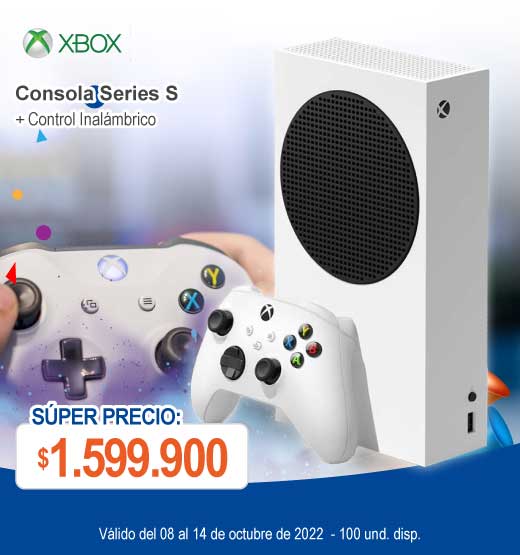 XBOX
Consola Series S
+ Control Inalámbrico
Y
X
Y
X
B
A
SÚPER PRECIO:
$1.599.900
Válido del 08 al 14 de octubre de 2022 - 100 und. disp.